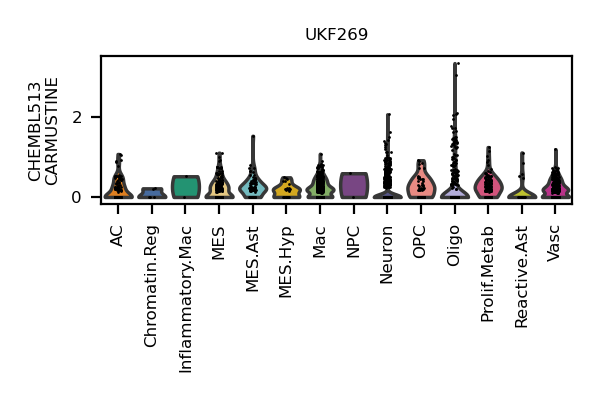 UKF269
CHEMBL513
CARMUSTINE
2
0
AC
Chromatin.Reg
Inflammatory.Mac
MES
MES.Ast
MES.Hyp
Mac
NPC
Neuron
OPC
Oligo
Prolif.Metab
Reactive.Ast
Vasc